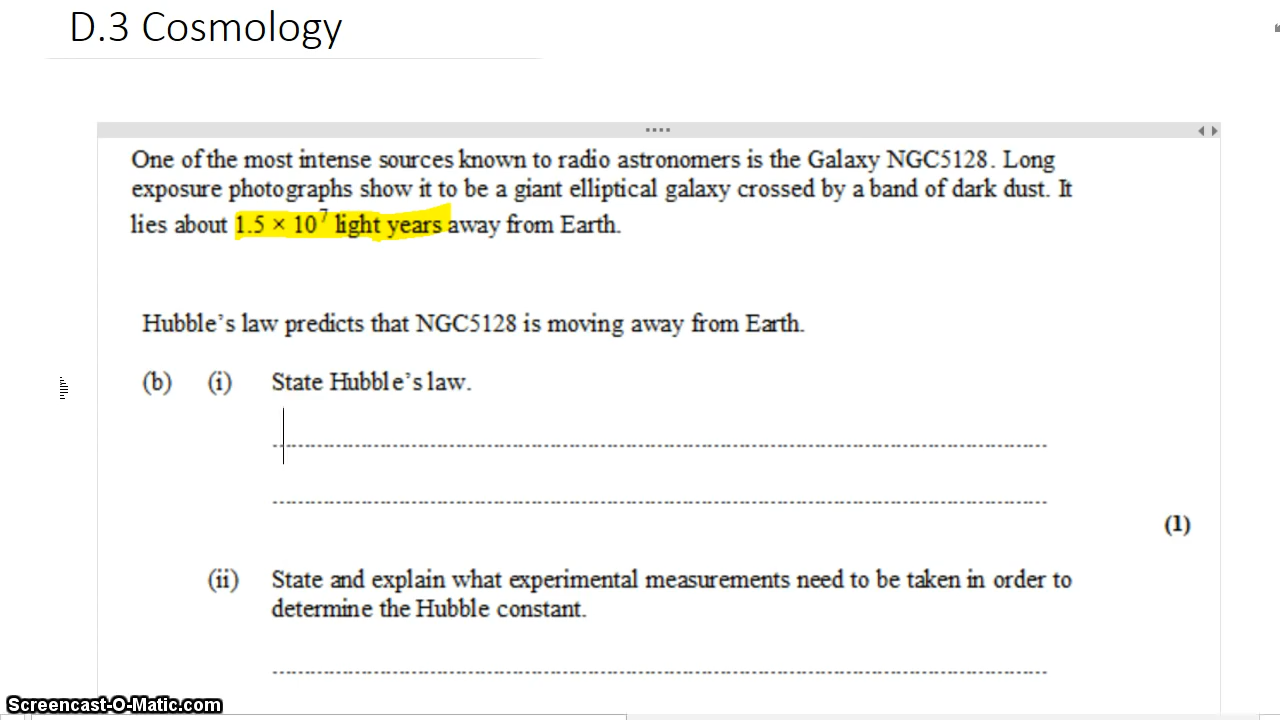 D.3 Cosmology
One of the most intense sources known to radio astronomers is the Galaxy NGC5128. Long
exposure photographs show it to be a giant elliptical galaxy crossed by a band of dark dust. It
lies about 1.5 × 10⁷ light years away from Earth.
Hubble's law predicts that NGC5128 is moving away from Earth.
(b) (i) State Hubble's law.
(1)
(ii) State and explain what experimental measurements need to be taken in order to
determine the Hubble constant.
Screencast-O-Matic.com